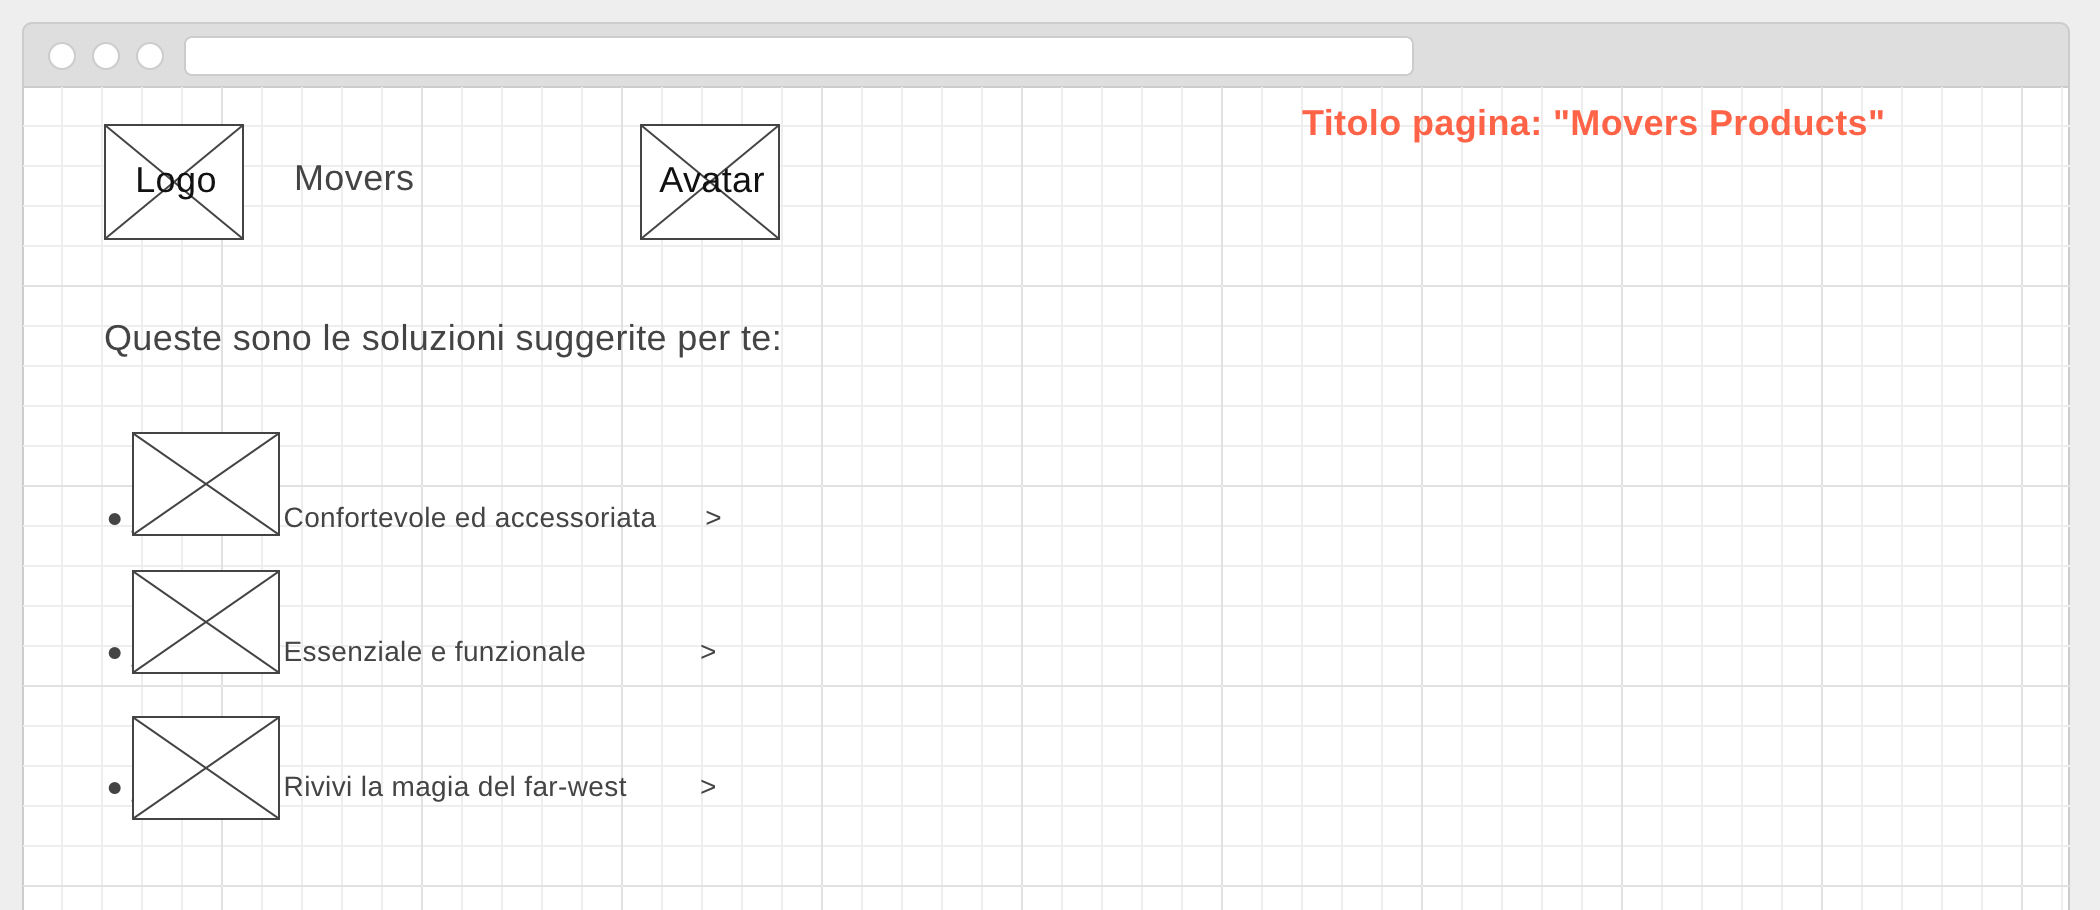 Titolo pagina: "Movers Products"
Logo Movers Avatar
Queste sono le soluzioni suggerite per te:
• Confortevole ed accessoriata >
• Essenziale e funzionale >
• Rivivi la magia del far-west >